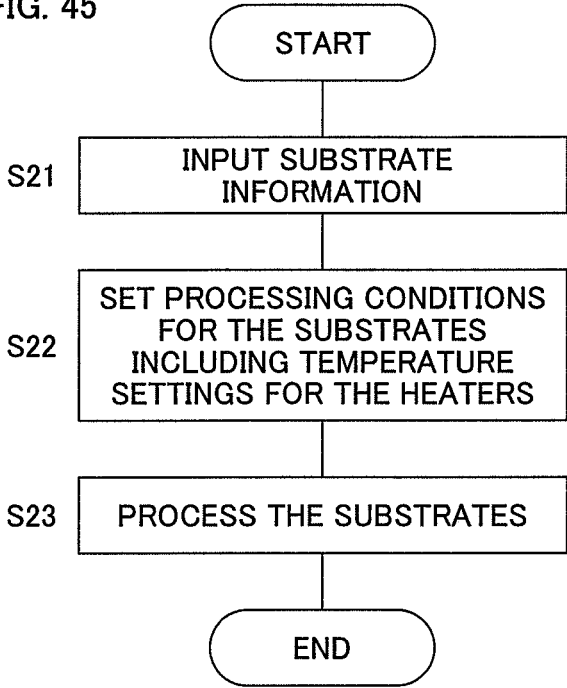 FIG. 45
START
S21
INPUT SUBSTRATE
INFORMATION
S22
SET PROCESSING CONDITIONS
FOR THE SUBSTRATES
INCLUDING TEMPERATURE
SETTINGS FOR THE HEATERS
S23
PROCESS THE SUBSTRATES
END